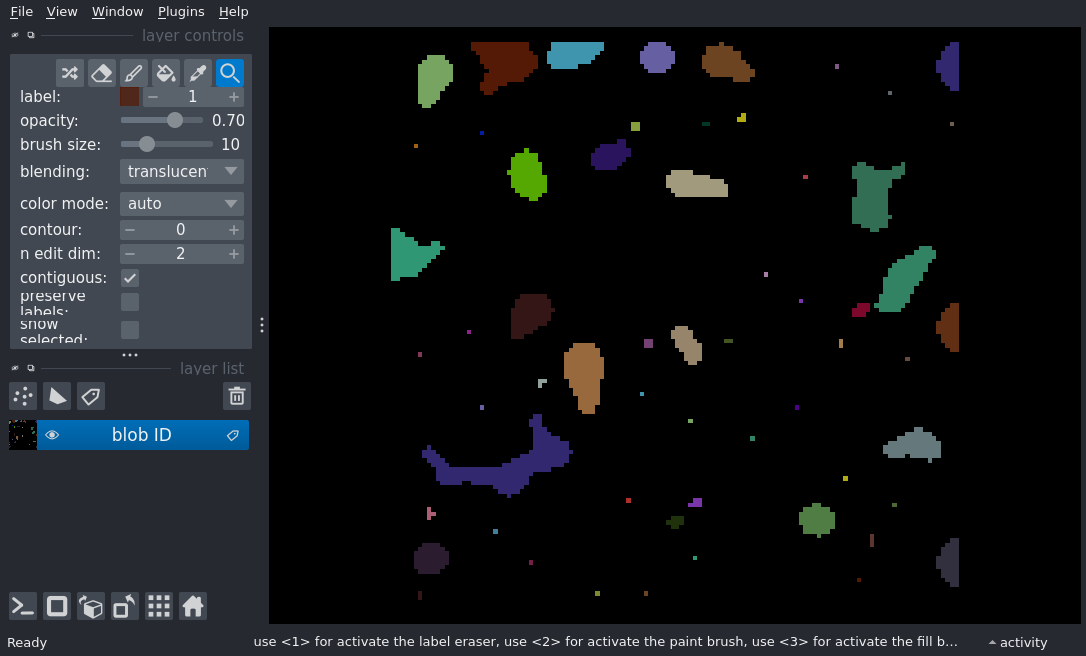 File View Window Plugins Help
layer controls
label: 1
opacity: 0.70
brush size: 10
blending: translucen
color mode: auto
contour: 0
n edit dim: 2
contiguous:
preserve
labels:
show
selected:
layer list
blob ID
Ready
use <1> for activate the label eraser, use <2> for activate the paint brush, use <3> for activate the fill b...
activity